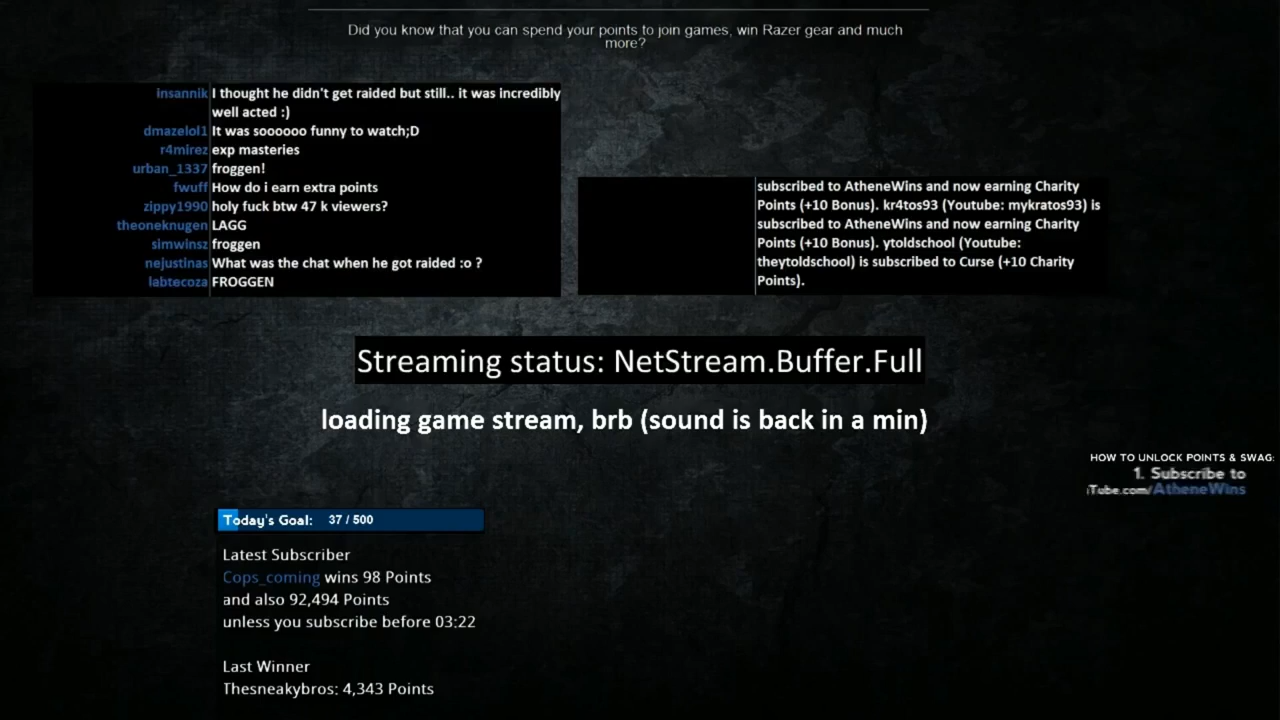 Did you know that you can spend your points to join games, win Razer gear and much
more?
insannik I thought he didn't get raided but still.. it was incredibly
well acted :)
dmazelol1 It was soooooo funny to watch;D
r4mirez exp masteries
urban_1337 froggen!
fwuff How do i earn extra points
zippy1990 holy fuck btw 47 k viewers?
theoneknugen LAGG
simwinsz froggen
nejustinas What was the chat when he got raided :o ?
labtecoza FROGGEN
subscribed to AtheneWins and now earning Charity
Points (+10 Bonus). kr4tos93 (Youtube: mykratos93) is
subscribed to AtheneWins and now earning Charity
Points (+10 Bonus). ytoldschool (Youtube:
theytoldschool) is subscribed to Curse (+10 Charity
Points).
Streaming status: NetStream.Buffer.Full
loading game stream, brb (sound is back in a min)
HOW TO UNLOCK POINTS & SWAG:
1. Subscribe to
iTube.com/AtheneWins
Today's Goal: 37 / 500
Latest Subscriber
Cops_coming wins 98 Points
and also 92,494 Points
unless you subscribe before 03:22
Last Winner
Thesneakybros: 4,343 Points